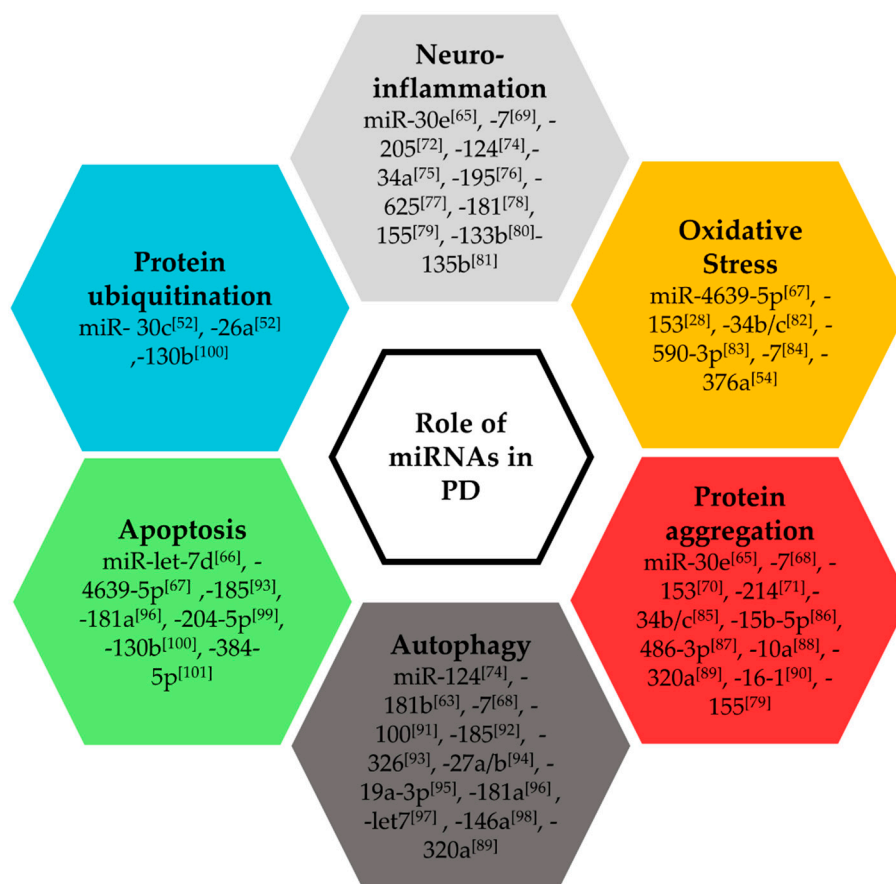 Neuro-
inflammation
miR-30e[65], -7[69], -
205[72], -124[74],-
34a[75], -195[76], -
625[77], -181[78],
155[79], -133b[80]-
135b[81]
Protein
ubiquitination
miR- 30c[52], -26a[52]
,-130b[100]
Oxidative
Stress
miR-4639-5p[67], -
153[28], -34b/c[82], -
590-3p[83], -7[84], -
376a[54]
Role of
miRNAs in
PD
Apoptosis
miR-let-7d[66], -
4639-5p[67] ,-185[93],
-181a[96], -204-5p[99],
-130b[100], -384-
5p[101]
Protein
aggregation
miR-30e[65], -7[68], -
153[70], -214[71],-
34b/c[85], -15b-5p[86],
486-3p[87], -10a[88], -
320a[89], -16-1[90], -
155[79]
Autophagy
miR-124[74], -
181b[63], -7[68], -
100[91], -185[92], -
326[93], -27a/b[94], -
19a-3p[95], -181a[96] ,
-let7[97] , -146a[98], -
320a[89]